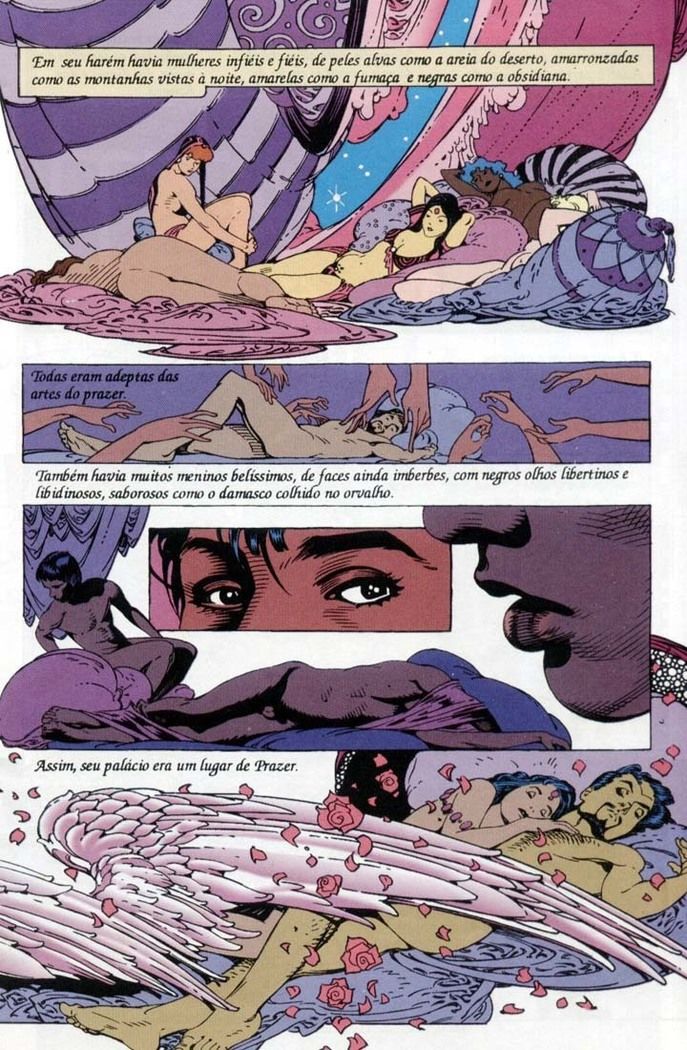 Em seu harém havia mulheres infiéis e fiéis, de peles alvas como a areia do deserto, amarronzadas
como as montanhas vistas à noite, amarelas como a fumaça e negras como a obsidiana.
Todas eram adeptas das
artes do prazer.
Também havia muitos meninos belíssimos, de faces ainda imberbes, com negros olhos libertinos e
libidinosos, saborosos como o damasco colhido no orvalho.
Assim, seu palácio era um lugar de Prazer.